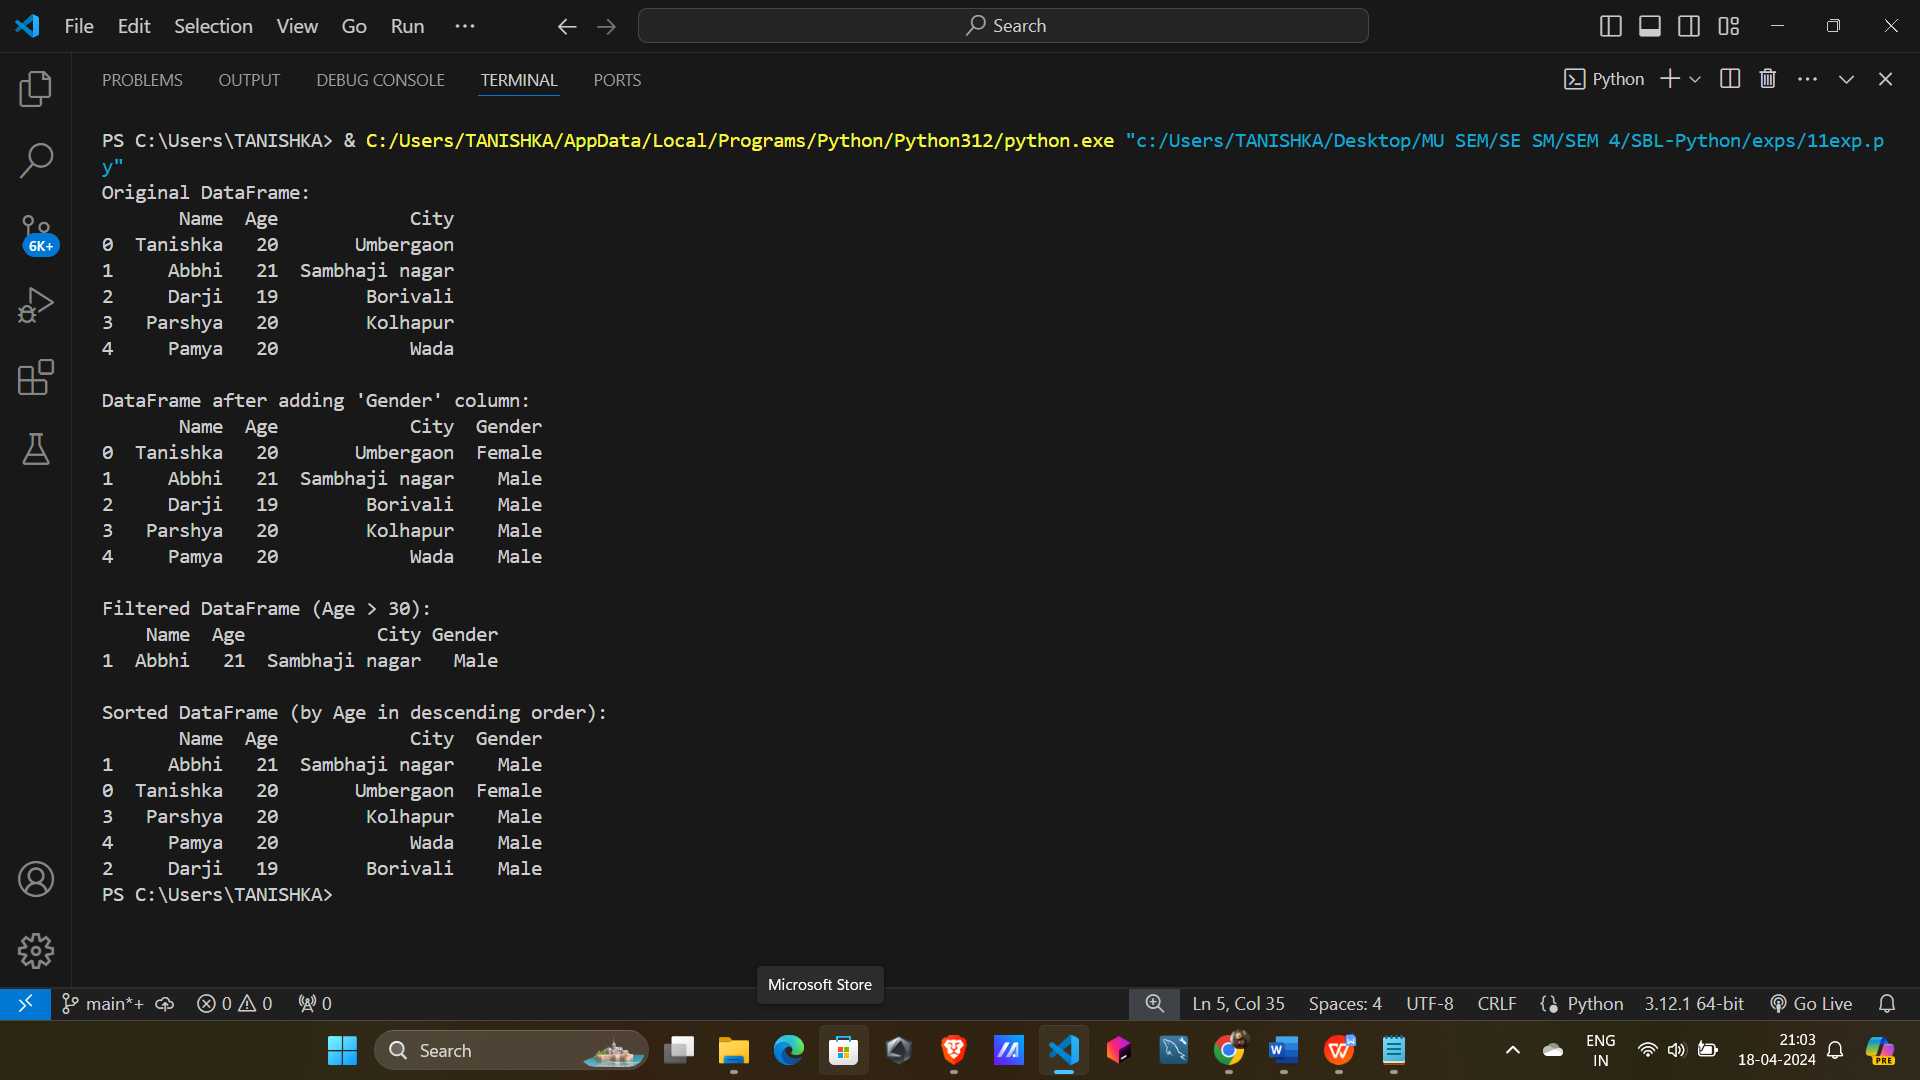 File Edit Selection View Go Run ··· Search
PROBLEMS OUTPUT DEBUG CONSOLE TERMINAL PORTS Python
PS C:\Users\TANISHKA> & C:/Users/TANISHKA/AppData/Local/Programs/Python/Python312/python.exe "c:/Users/TANISHKA/Desktop/MU SEM/SE SM/SEM 4/SBL-Python/exps/11exp.p
y"
Original DataFrame:
       Name  Age            City
0  Tanishka   20       Umbergaon
1     Abbhi   21  Sambhaji nagar
2     Darji   19        Borivali
3   Parshya   20        Kolhapur
4     Pamya   20            Wada
DataFrame after adding 'Gender' column:
       Name  Age            City  Gender
0  Tanishka   20       Umbergaon  Female
1     Abbhi   21  Sambhaji nagar    Male
2     Darji   19        Borivali    Male
3   Parshya   20        Kolhapur    Male
4     Pamya   20            Wada    Male
Filtered DataFrame (Age > 30):
    Name  Age            City Gender
1  Abbhi   21  Sambhaji nagar   Male
Sorted DataFrame (by Age in descending order):
       Name  Age            City  Gender
1     Abbhi   21  Sambhaji nagar    Male
0  Tanishka   20       Umbergaon  Female
3   Parshya   20        Kolhapur    Male
4     Pamya   20            Wada    Male
2     Darji   19        Borivali    Male
PS C:\Users\TANISHKA>
6K+
Microsoft Store
main*+ 0 0 0 Ln 5, Col 35 Spaces: 4 UTF-8 CRLF {} Python 3.12.1 64-bit Go Live
Search ENG 21:03
IN 18-04-2024 PRE